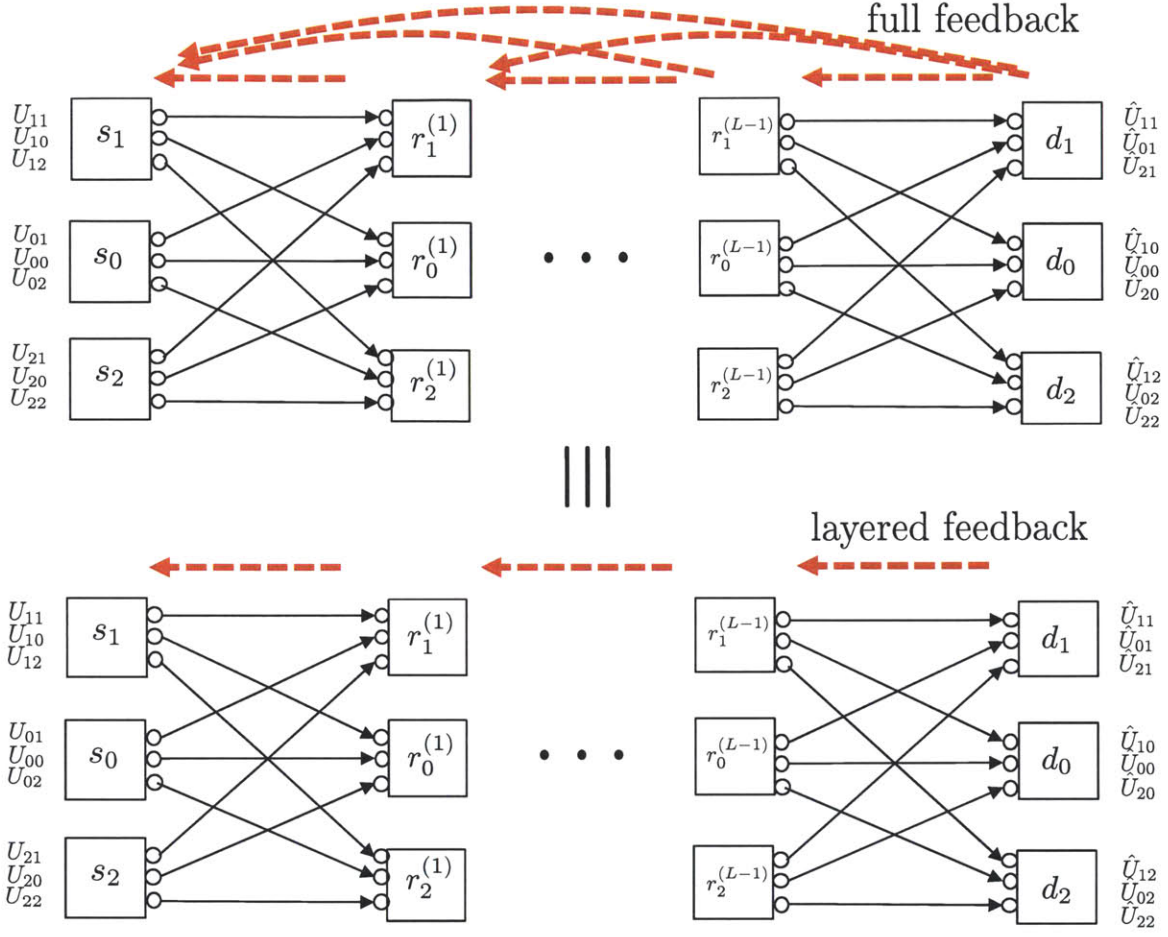 full feedback
U₁₁
U₁₀
U₁₂
s₁
r₁⁽¹⁾
r₁⁽ᴸ⁻¹⁾
d₁
Û₁₁
Û₀₁
Û₂₁
U₀₁
U₀₀
U₀₂
s₀
r₀⁽¹⁾
• • •
r₀⁽ᴸ⁻¹⁾
d₀
Û₁₀
Û₀₀
Û₂₀
U₂₁
U₂₀
U₂₂
s₂
r₂⁽¹⁾
r₂⁽ᴸ⁻¹⁾
d₂
Û₁₂
Û₀₂
Û₂₂
|||
layered feedback
U₁₁
U₁₀
U₁₂
s₁
r₁⁽¹⁾
r₁⁽ᴸ⁻¹⁾
d₁
Û₁₁
Û₀₁
Û₂₁
U₀₁
U₀₀
U₀₂
s₀
r₀⁽¹⁾
• • •
r₀⁽ᴸ⁻¹⁾
d₀
Û₁₀
Û₀₀
Û₂₀
U₂₁
U₂₀
U₂₂
s₂
r₂⁽¹⁾
r₂⁽ᴸ⁻¹⁾
d₂
Û₁₂
Û₀₂
Û₂₂